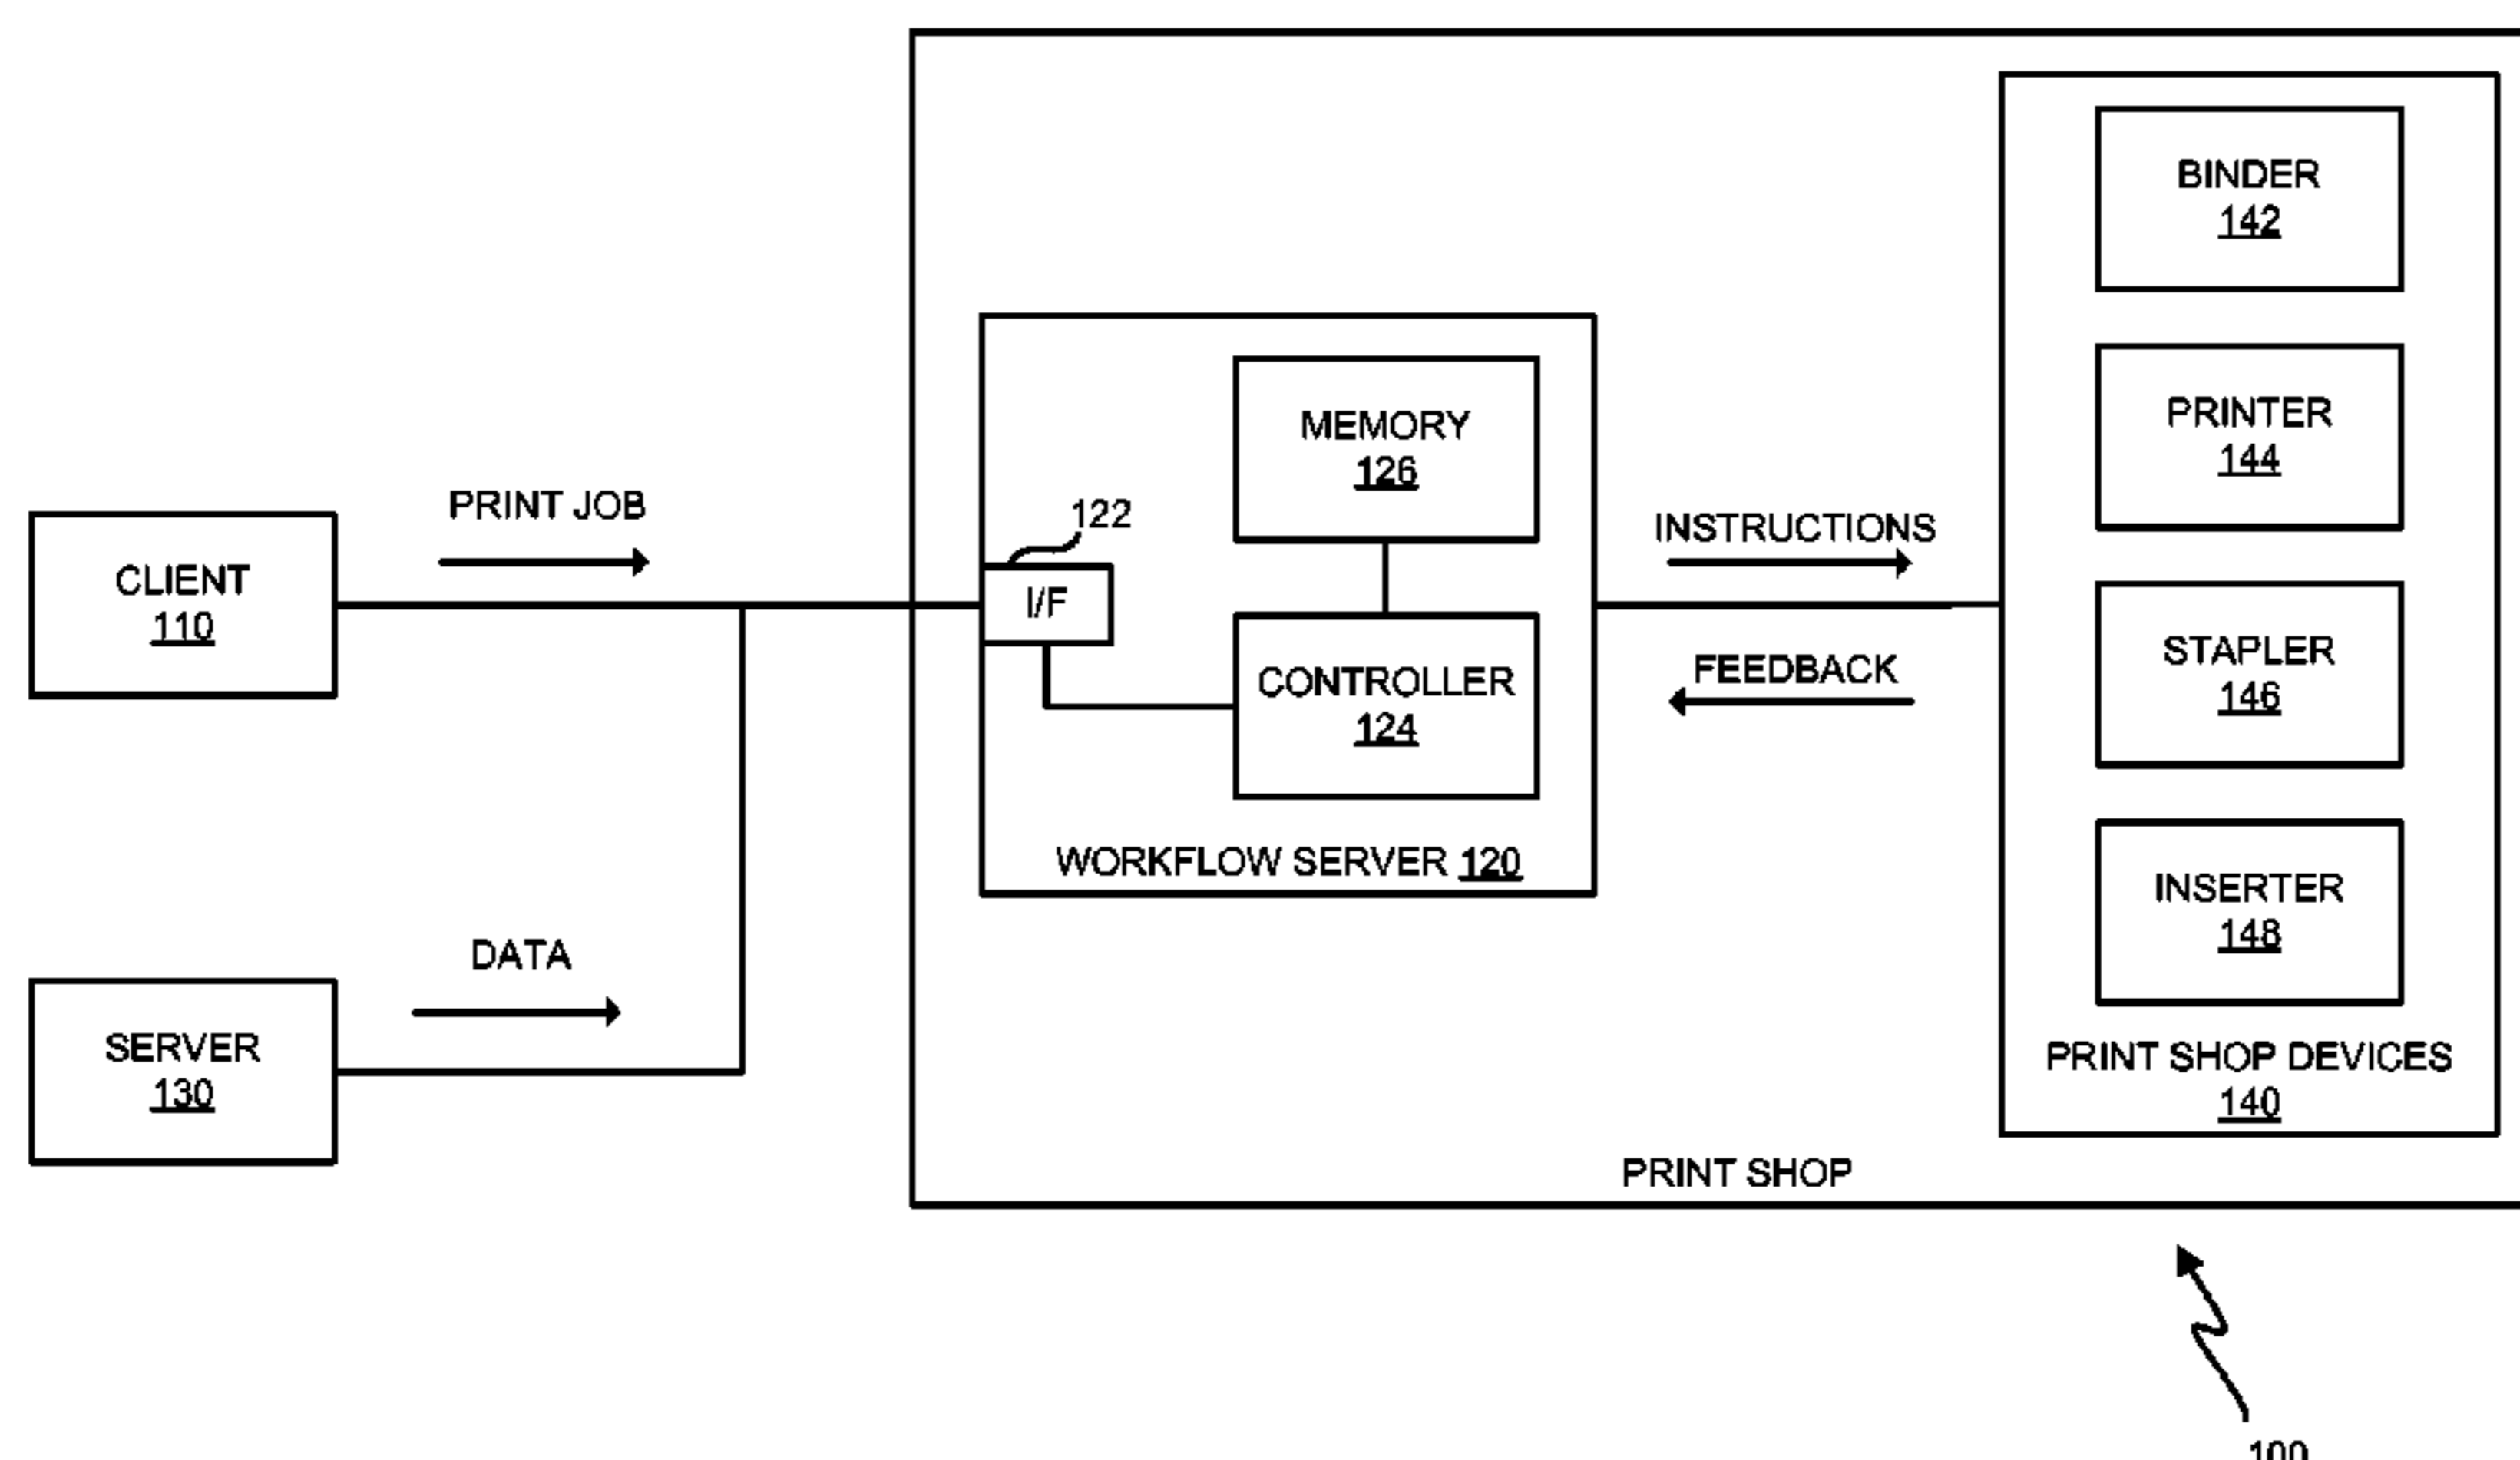 PRINT JOB
CLIENT
110
DATA
SERVER
130
122
I/F
MEMORY
126
CONTROLLER
124
WORKFLOW SERVER 120
INSTRUCTIONS
FEEDBACK
BINDER
142
PRINTER
144
STAPLER
146
INSERTER
148
PRINT SHOP DEVICES
140
PRINT SHOP
100